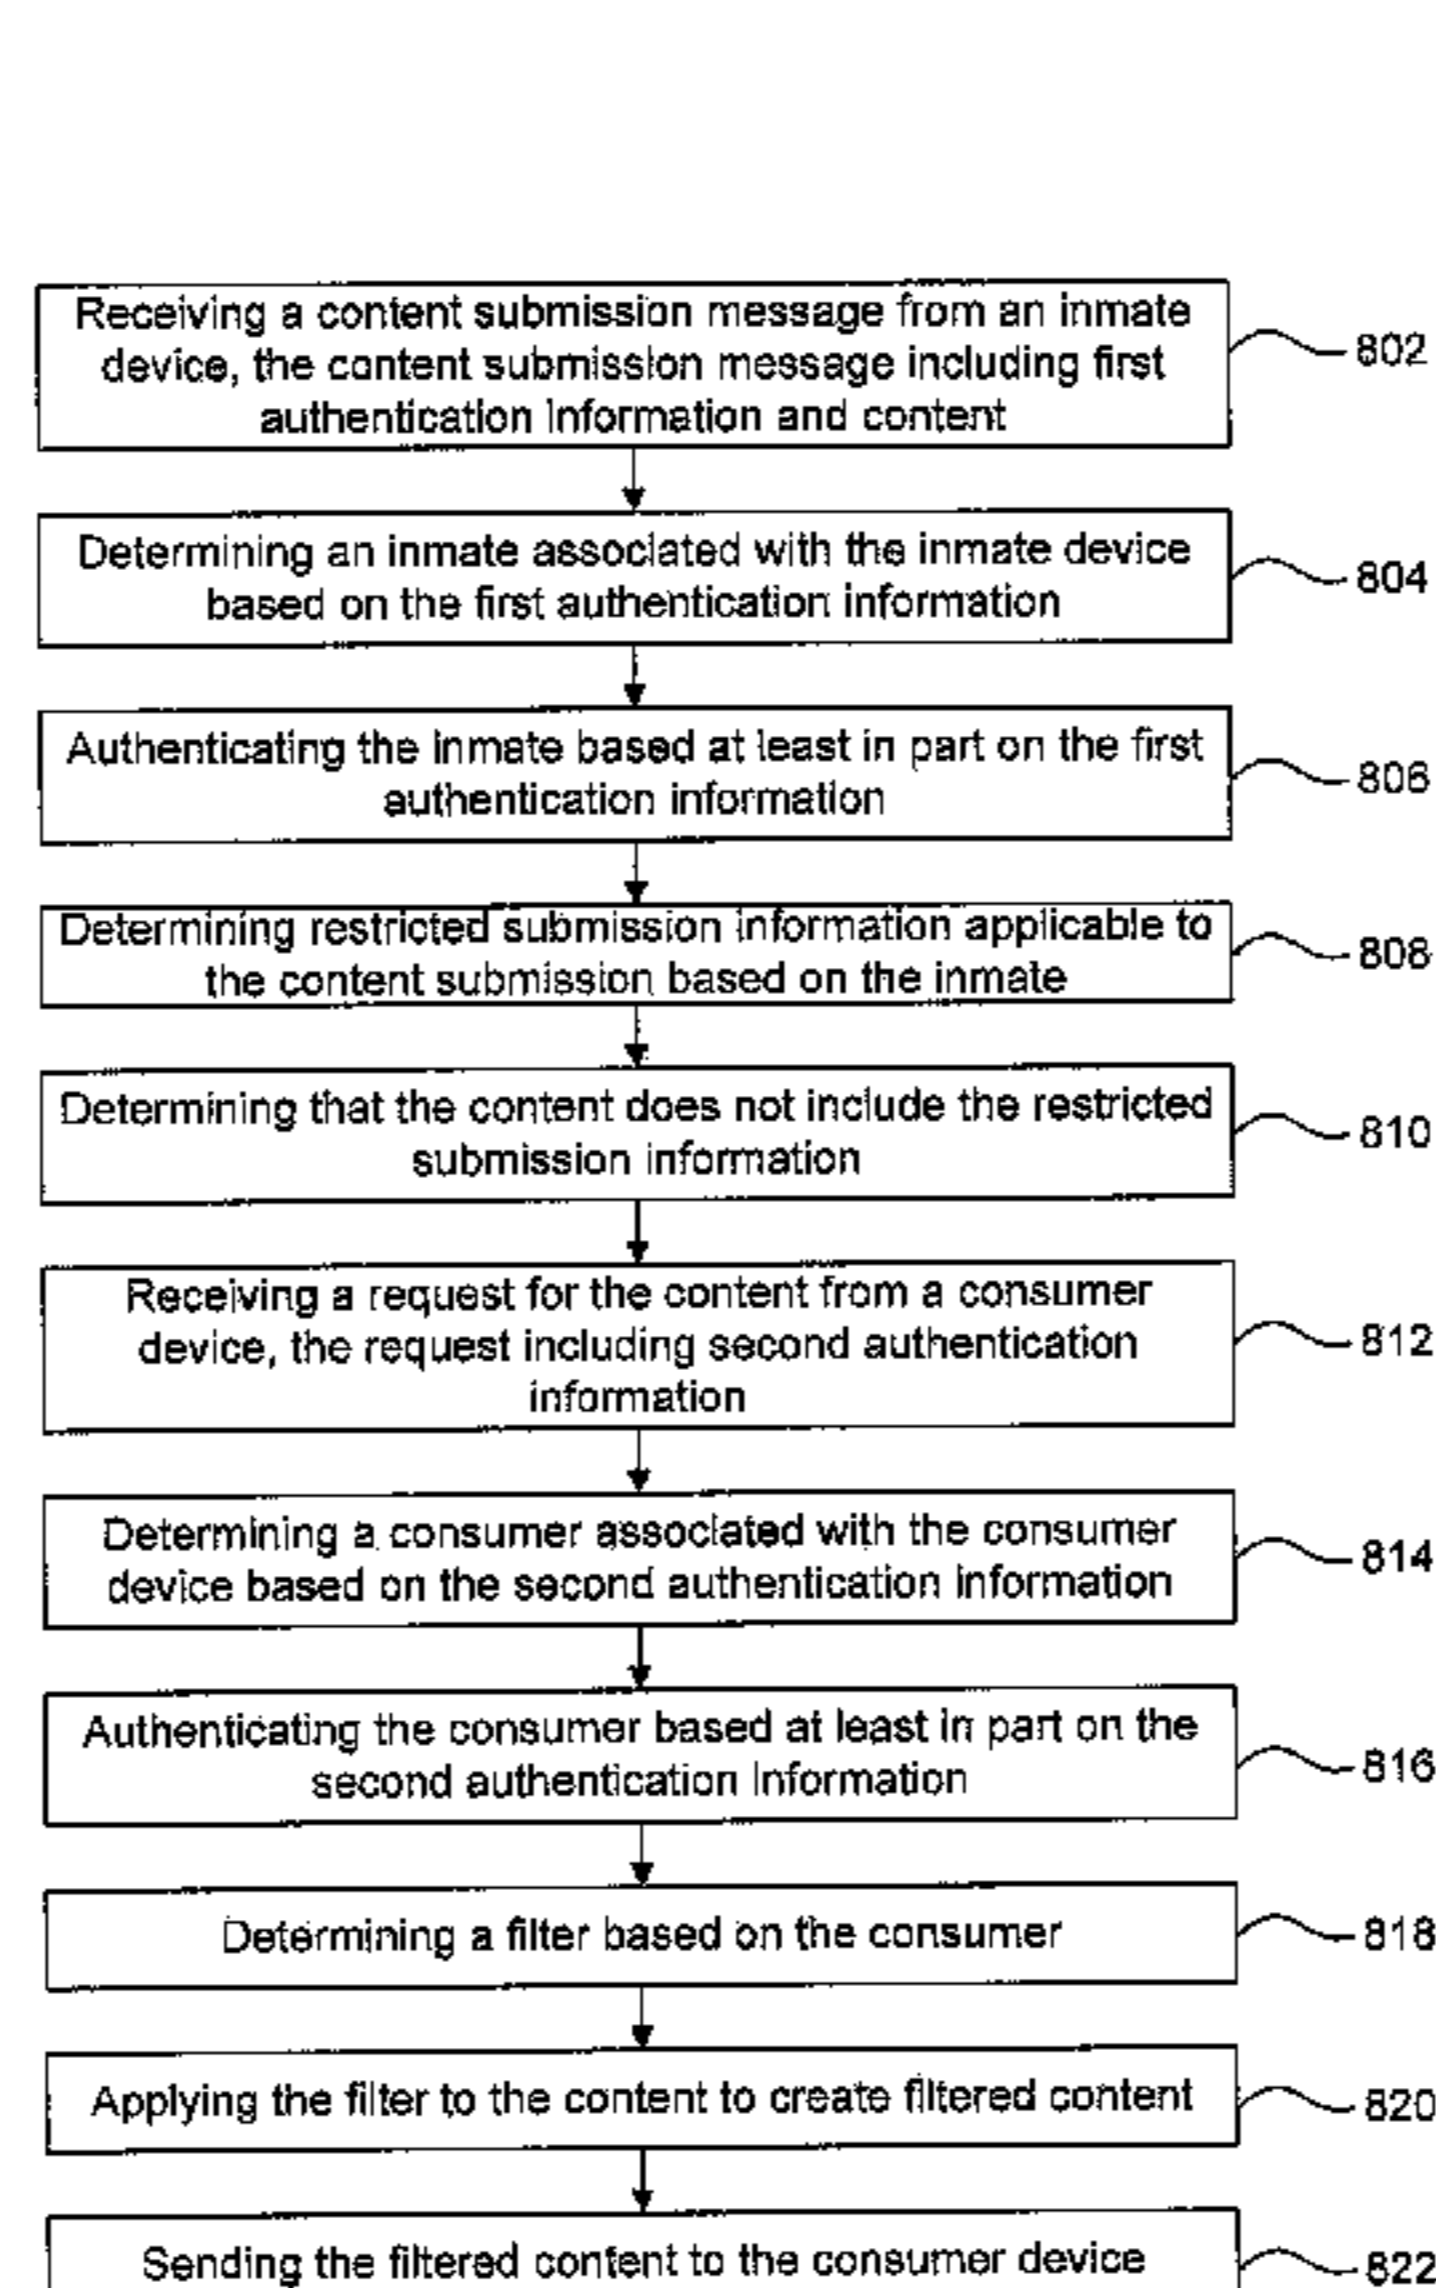 Receiving a content submission message from an inmate
device, the content submission message including first
authentication information and content
802
Determining an inmate associated with the inmate device
based on the first authentication information
804
Authenticating the inmate based at least in part on the first
authentication information
806
Determining restricted submission information applicable to
the content submission based on the inmate
808
Determining that the content does not include the restricted
submission information
810
Receiving a request for the content from a consumer
device, the request including second authentication
information
812
Determining a consumer associated with the consumer
device based on the second authentication information
814
Authenticating the consumer based at least in part on the
second authentication information
816
Determining a filter based on the consumer
818
Applying the filter to the content to create filtered content
820
Sending the filtered content to the consumer device
822